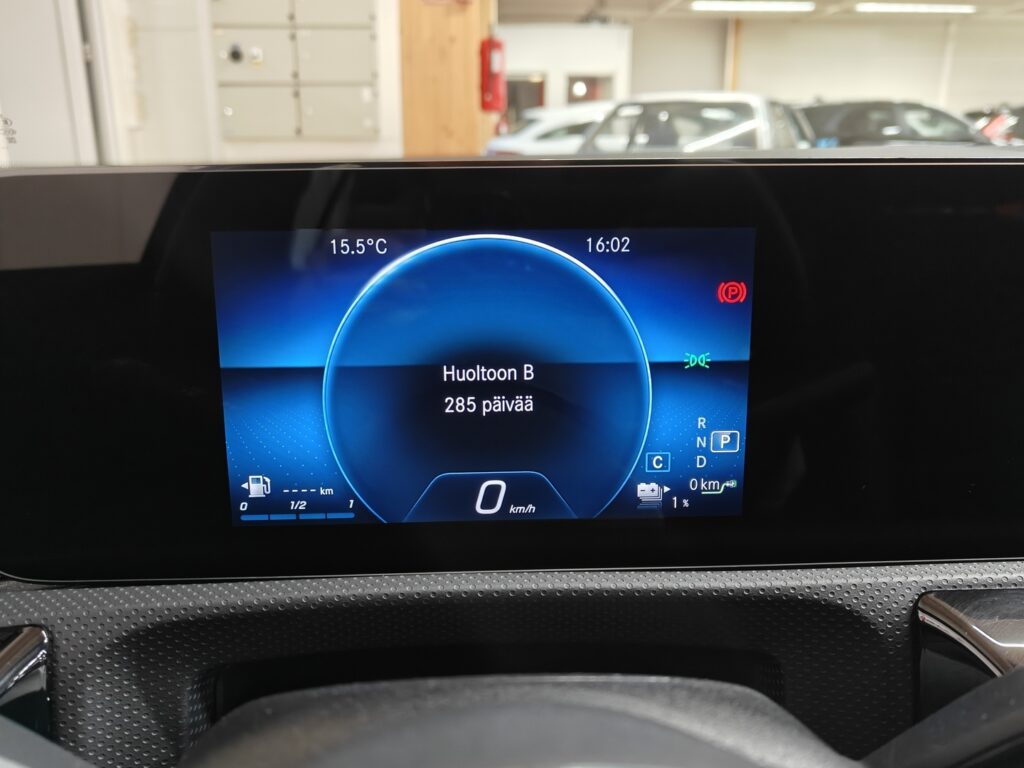 15.5°C
16:02
Huoltoon B
285 päivää
R
N P
D
C
---- km
0 km
0 1/2 1
0 km/h
1 %